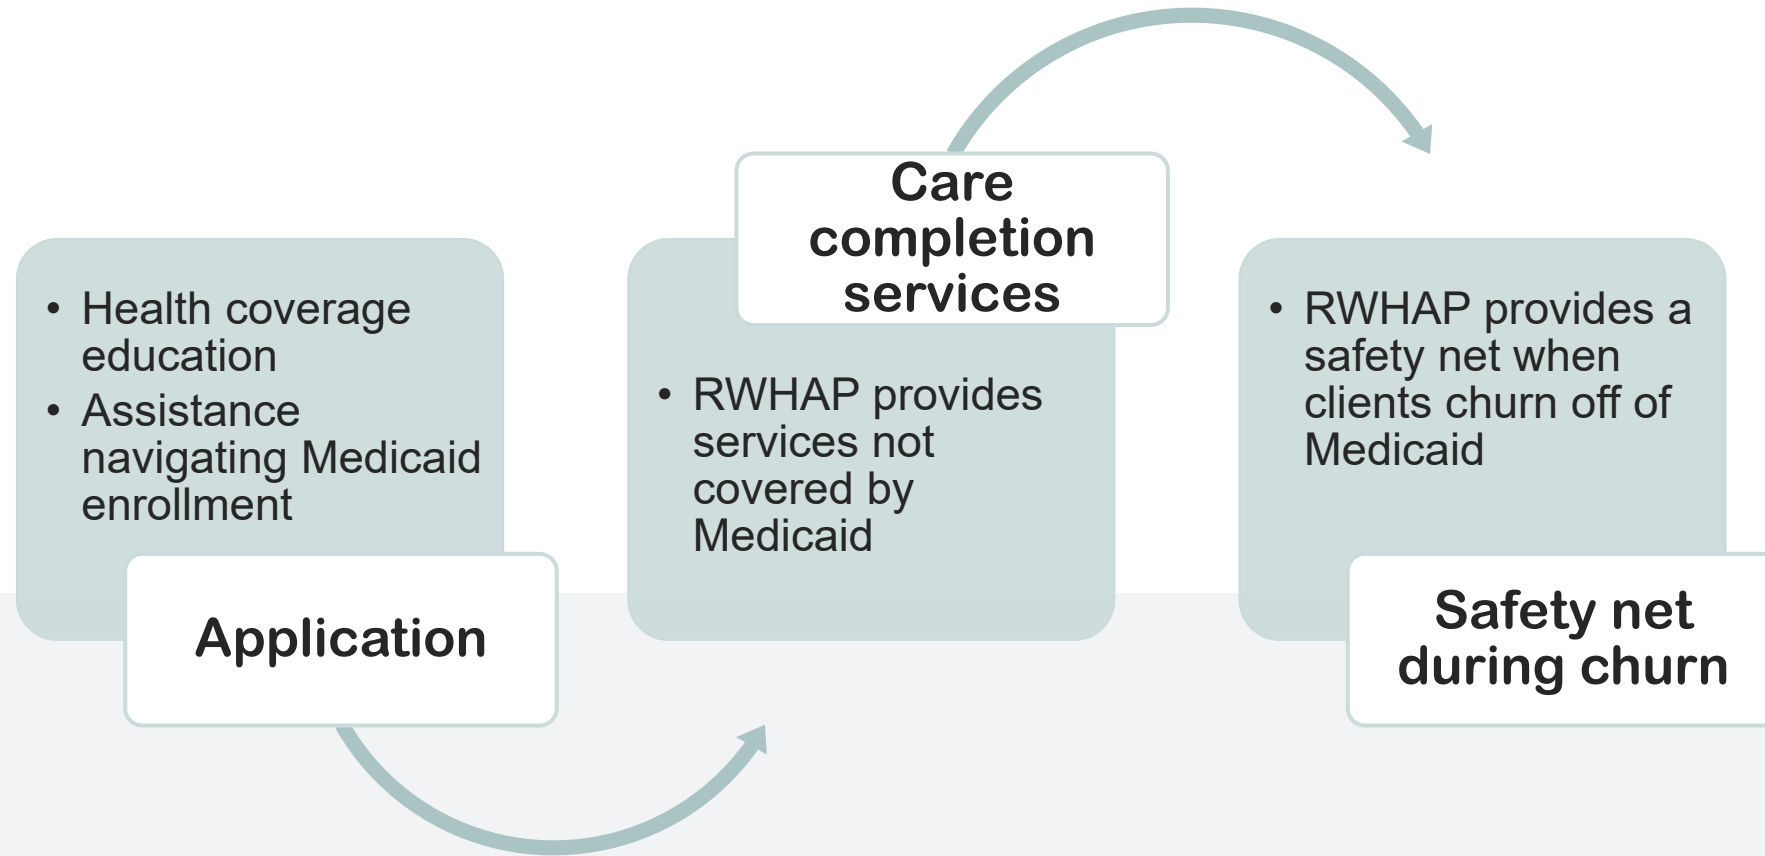 • Health coverage
education
• Assistance
navigating Medicaid
enrollment
Application
Care
completion
services
• RWHAP provides
services not
covered by
Medicaid
• RWHAP provides a
safety net when
clients churn off of
Medicaid
Safety net
during churn